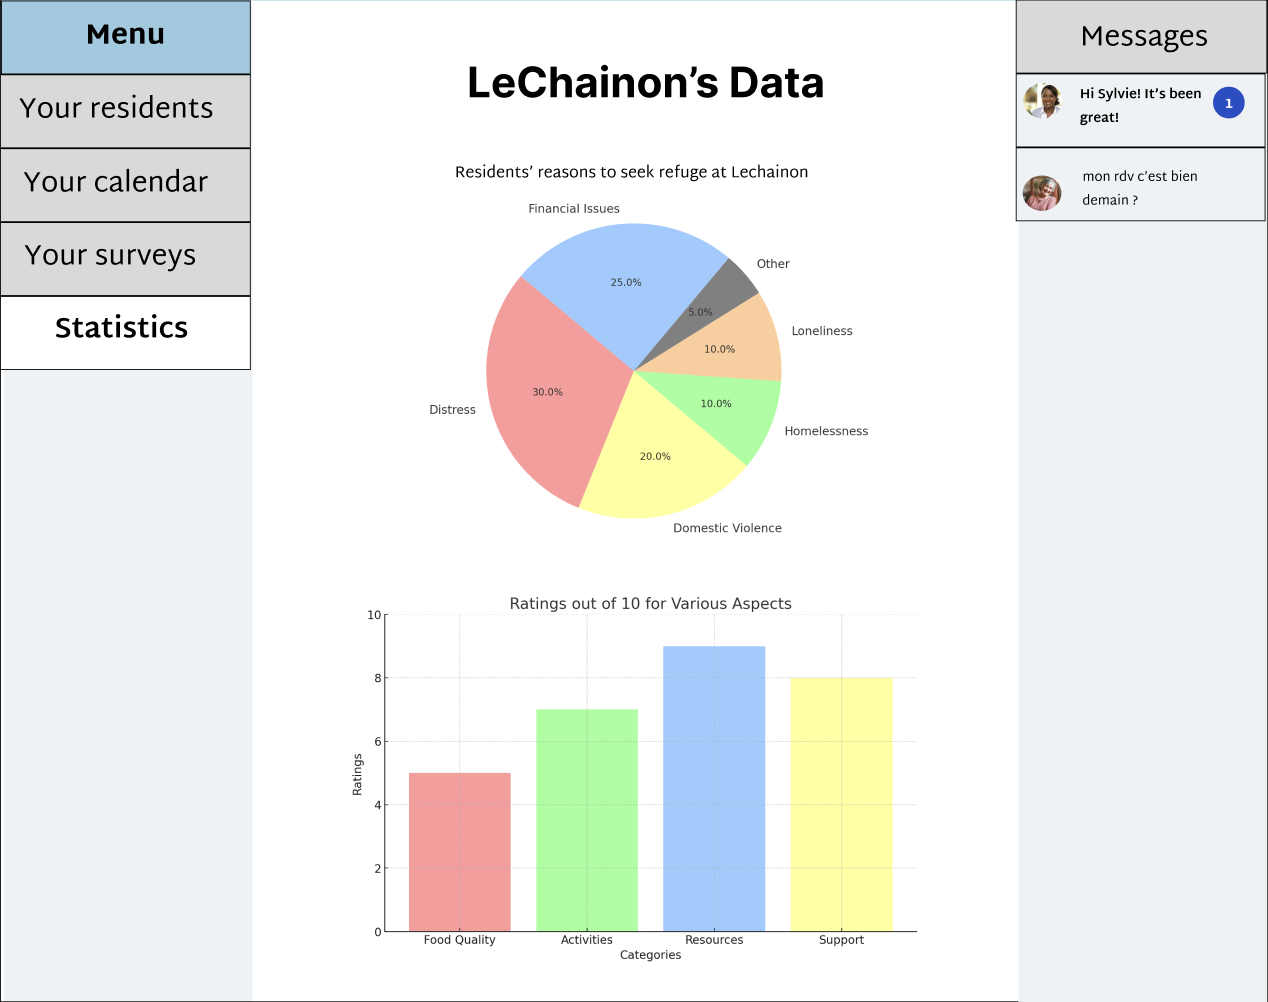 Menu
Your residents
Your calendar
Your surveys
Statistics
LeChainon’s Data
Residents’ reasons to seek refuge at Lechainon
Financial Issues
Other
25.0%
5.0%
Loneliness
10.0%
30.0%
10.0%
Distress
Homelessness
20.0%
Domestic Violence
Ratings out of 10 for Various Aspects
10
8
6
4
2
0
Ratings
Food Quality
Activities
Resources
Support
Categories
Messages
Hi Sylvie! It’s been
great!
1
mon rdv c’est bien
demain ?